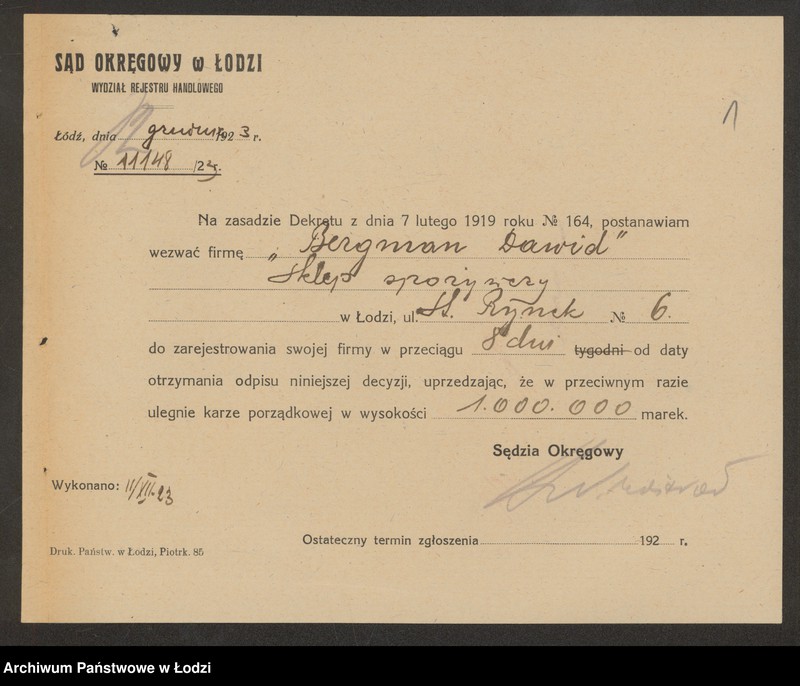 SĄD OKRĘGOWY w ŁODZI
WYDZIAŁ REJESTRU HANDLOWEGO
1
Łódź, dnia 12 grudnia 1923 r.
№ 11148 /23.
Na zasadzie Dekretu z dnia 7 lutego 1919 roku № 164, postanawiam
wezwać firmę „Bergman Dawid”
Sklep spożywczy
w Łodzi, ul. St. Rynek № 6.
do zarejestrowania swojej firmy w przeciągu 8 dni tygodni od daty
otrzymania odpisu niniejszej decyzji, uprzedzając, że w przeciwnym razie
ulegnie karze porządkowej w wysokości 1.000.000 marek.
Sędzia Okręgowy
Wykonano: 11/XII.23
Ostateczny termin zgłoszenia 192 r.
Druk. Państw. w Łodzi, Piotrk. 85
Archiwum Państwowe w Łodzi